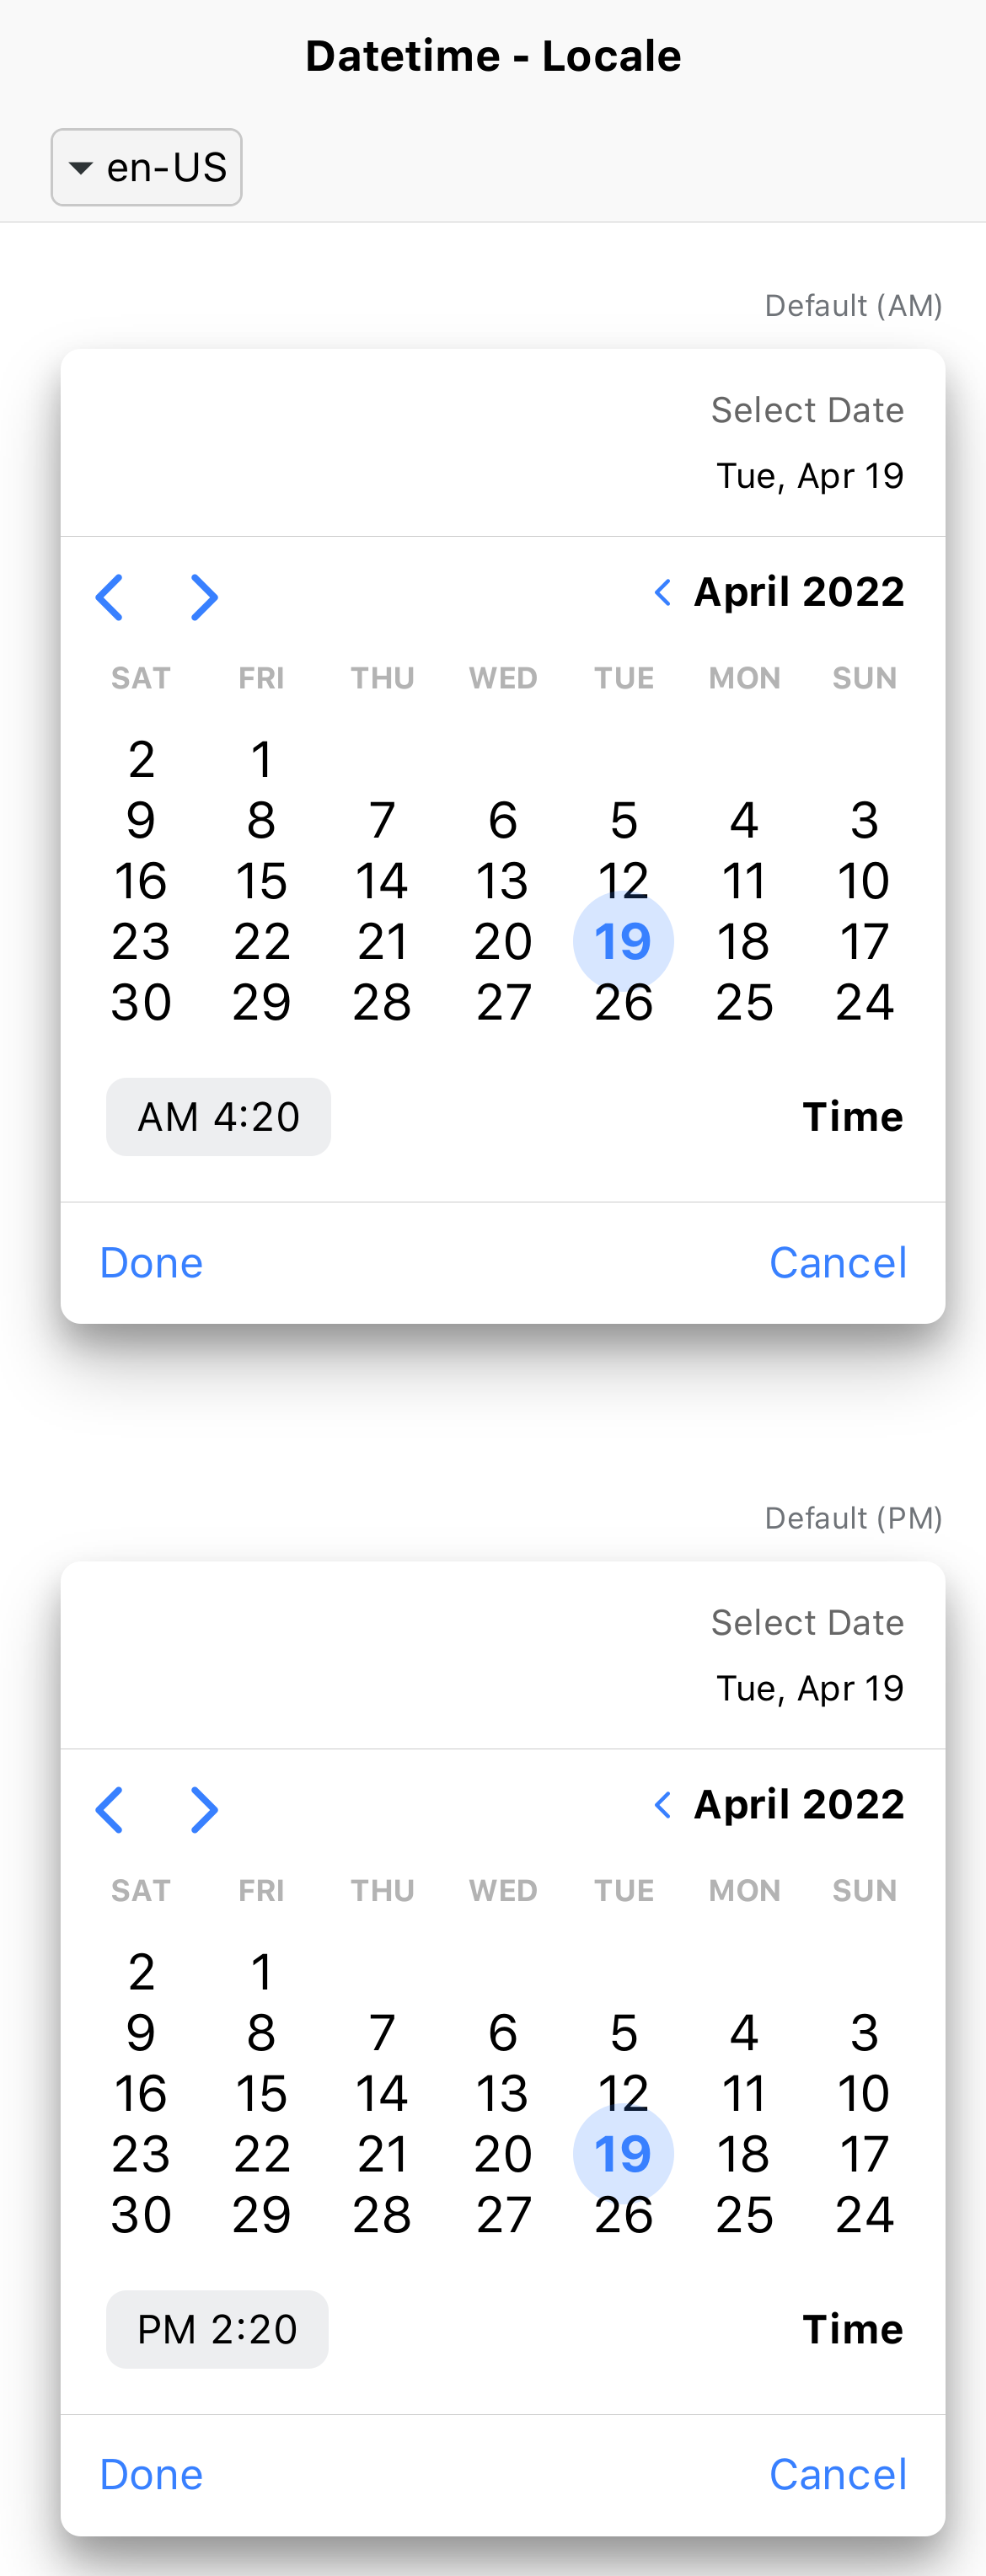 Datetime - Locale
en-US
Default (AM)
Select Date
Tue, Apr 19
April 2022
SAT FRI THU WED TUE MON SUN
2 1
9 8 7 6 5 4 3
16 15 14 13 12 11 10
23 22 21 20 19 18 17
30 29 28 27 26 25 24
AM 4:20 Time
Done Cancel
Default (PM)
Select Date
Tue, Apr 19
April 2022
SAT FRI THU WED TUE MON SUN
2 1
9 8 7 6 5 4 3
16 15 14 13 12 11 10
23 22 21 20 19 18 17
30 29 28 27 26 25 24
PM 2:20 Time
Done Cancel